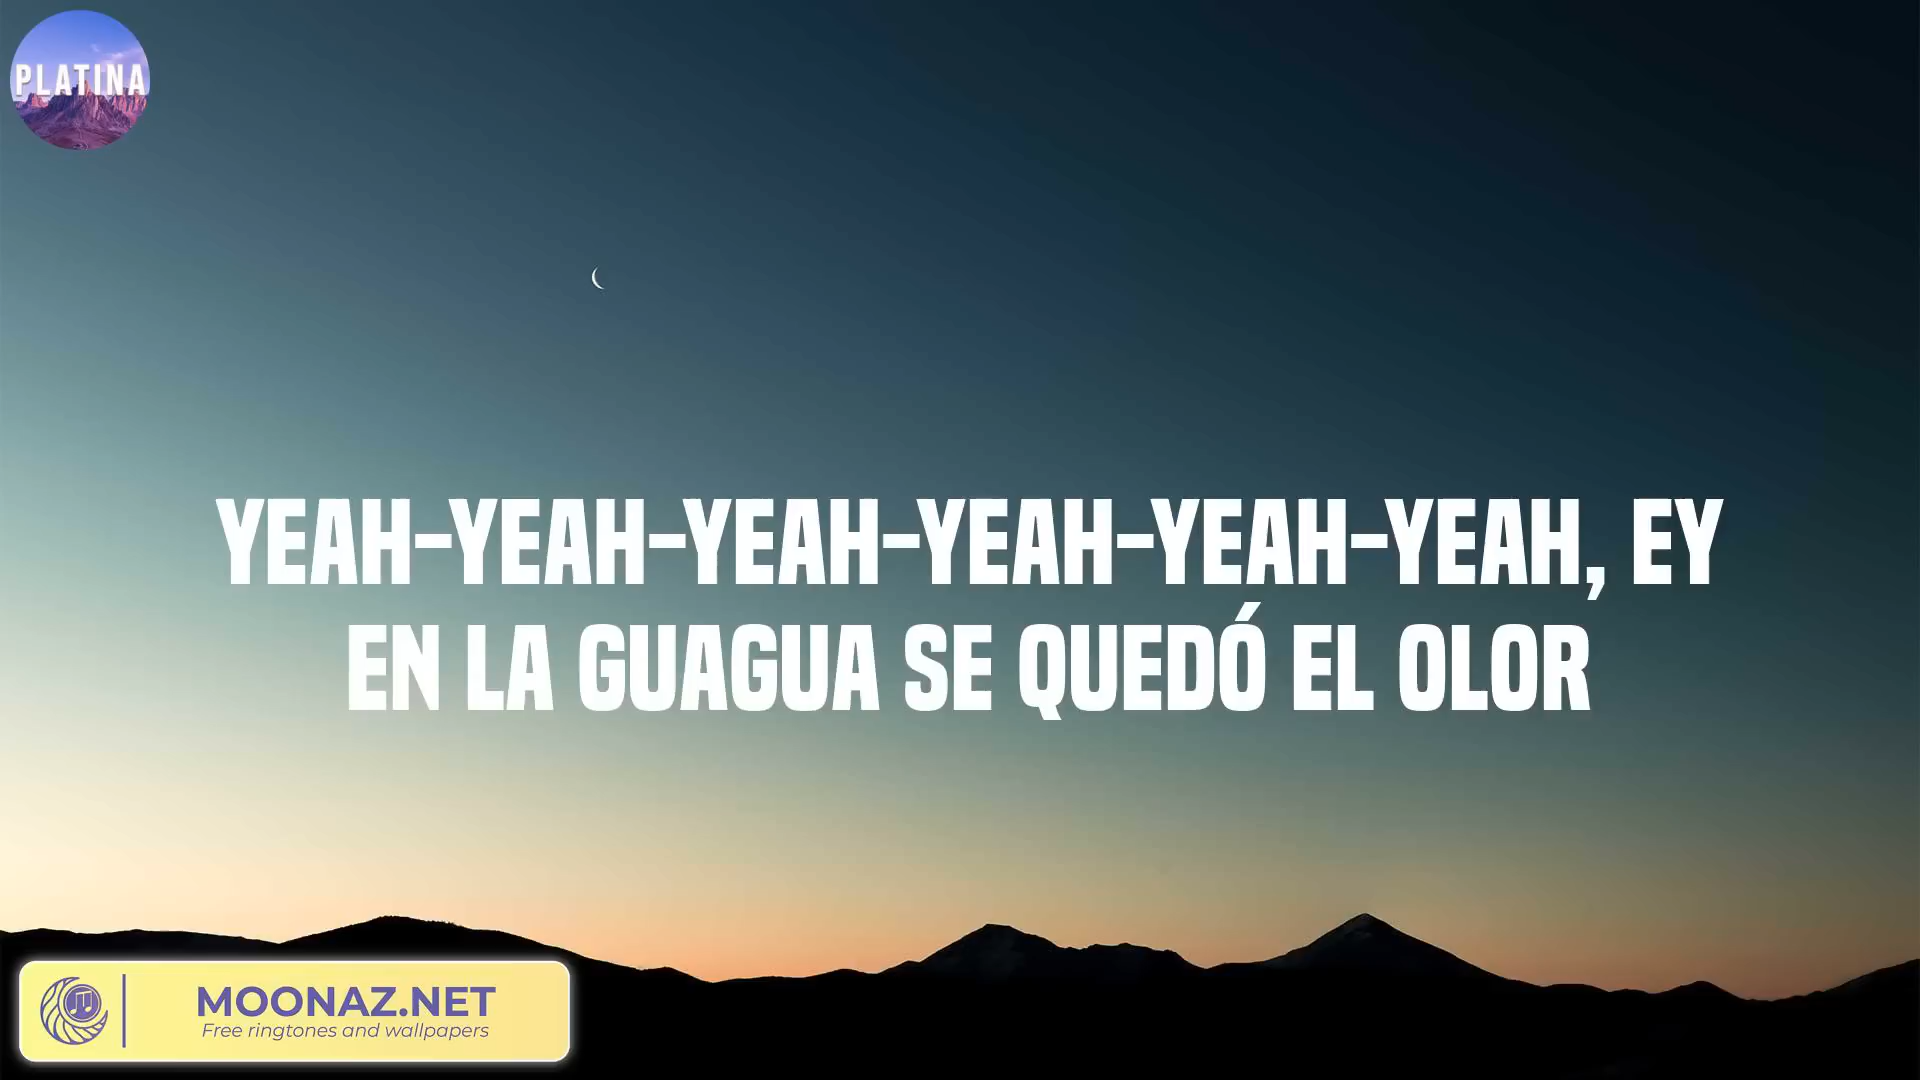 PLATINA
YEAH-YEAH-YEAH-YEAH-YEAH-YEAH, EY
EN LA GUAGUA SE QUEDÓ EL OLOR
MOONAZ.NET
Free ringtones and wallpapers